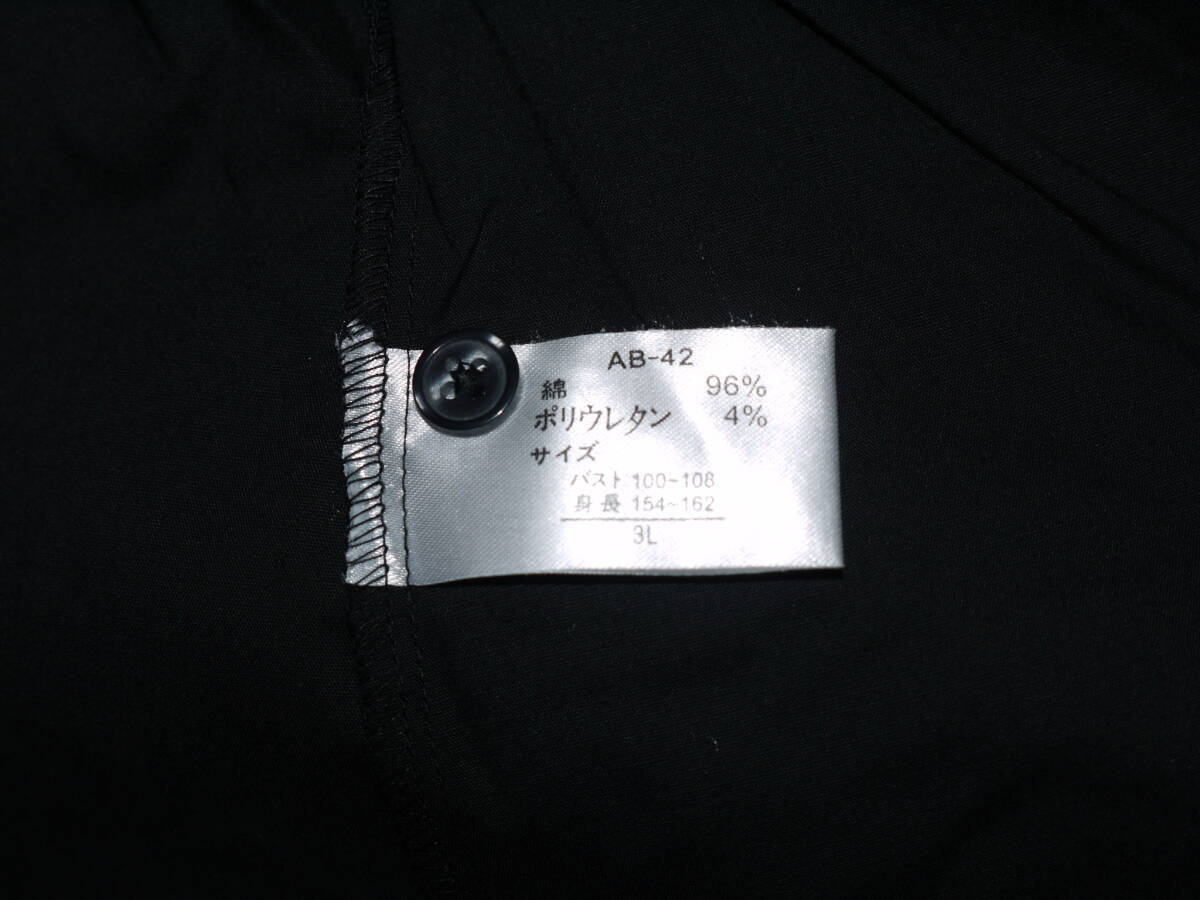 AB-42
綿 96%
ポリウレタン 4%
サイズ
バスト 100~108
身長 154~162
3L